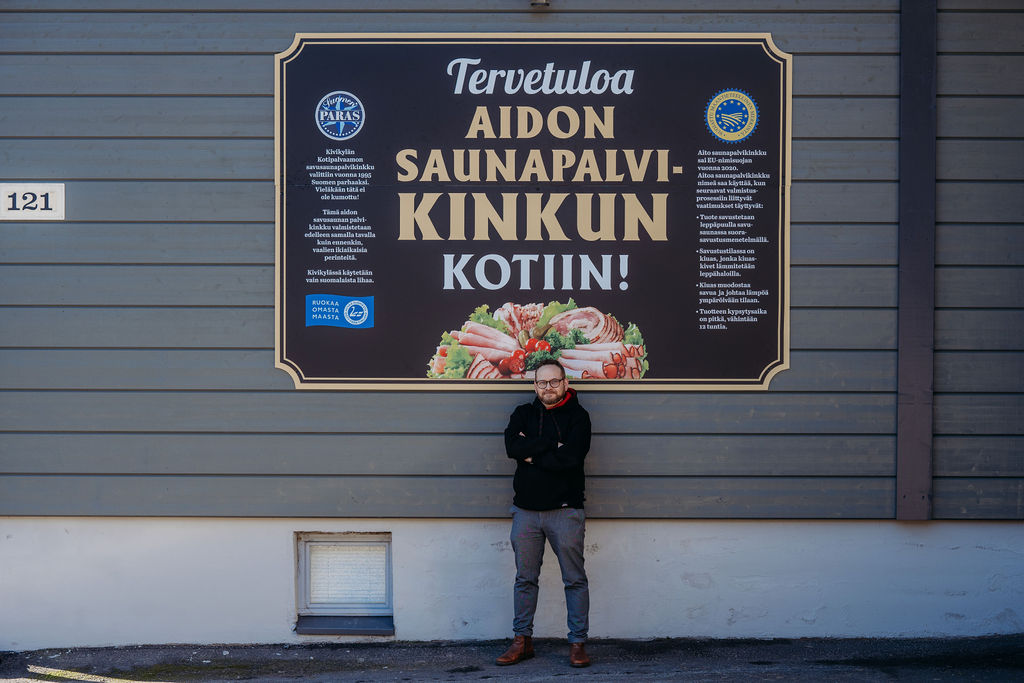 Tervetuloa
AIDON
SAUNAPALVI-
KINKUN
KOTIIN!
Suomen
PARAS
Kivikylän
Kotipalvaamon
savusaunapalvikinkku
valittiin vuonna 1995
Suomen parhaaksi.
Vieläkään tätä ei
ole kumottu!
Tämä aidon
savusaunan palvi-
kinkku valmistetaan
edelleen samalla tavalla
kuin ennenkin,
vaalien ikiaikaisia
perinteitä.
Kivikylässä käytetään
vain suomalaista lihaa.
RUOKAA
OMASTA
MAASTA
Aito saunapalvikinkku
sai EU-nimisuojan
vuonna 2020.
Aitoa saunapalvikinkku
nimeä saa käyttää, kun
seuraavat valmistus-
prosessiin liittyvät
vaatimukset täyttyvät:
• Tuote savustetaan
leppäpuulla savu-
saunassa suora-
savustusmenetelmällä.
• Savustustilassa on
kiuas, jonka kiuas-
kivet lämmitetään
leppähaloilla.
• Kiuas muodostaa
savua ja johtaa lämpöä
ympäröivään tilaan.
• Tuotteen kypsytysaika
on pitkä, vähintään
12 tuntia.
121